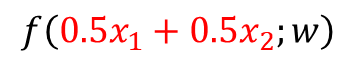 f(0.5x₁ + 0.5x₂; w)